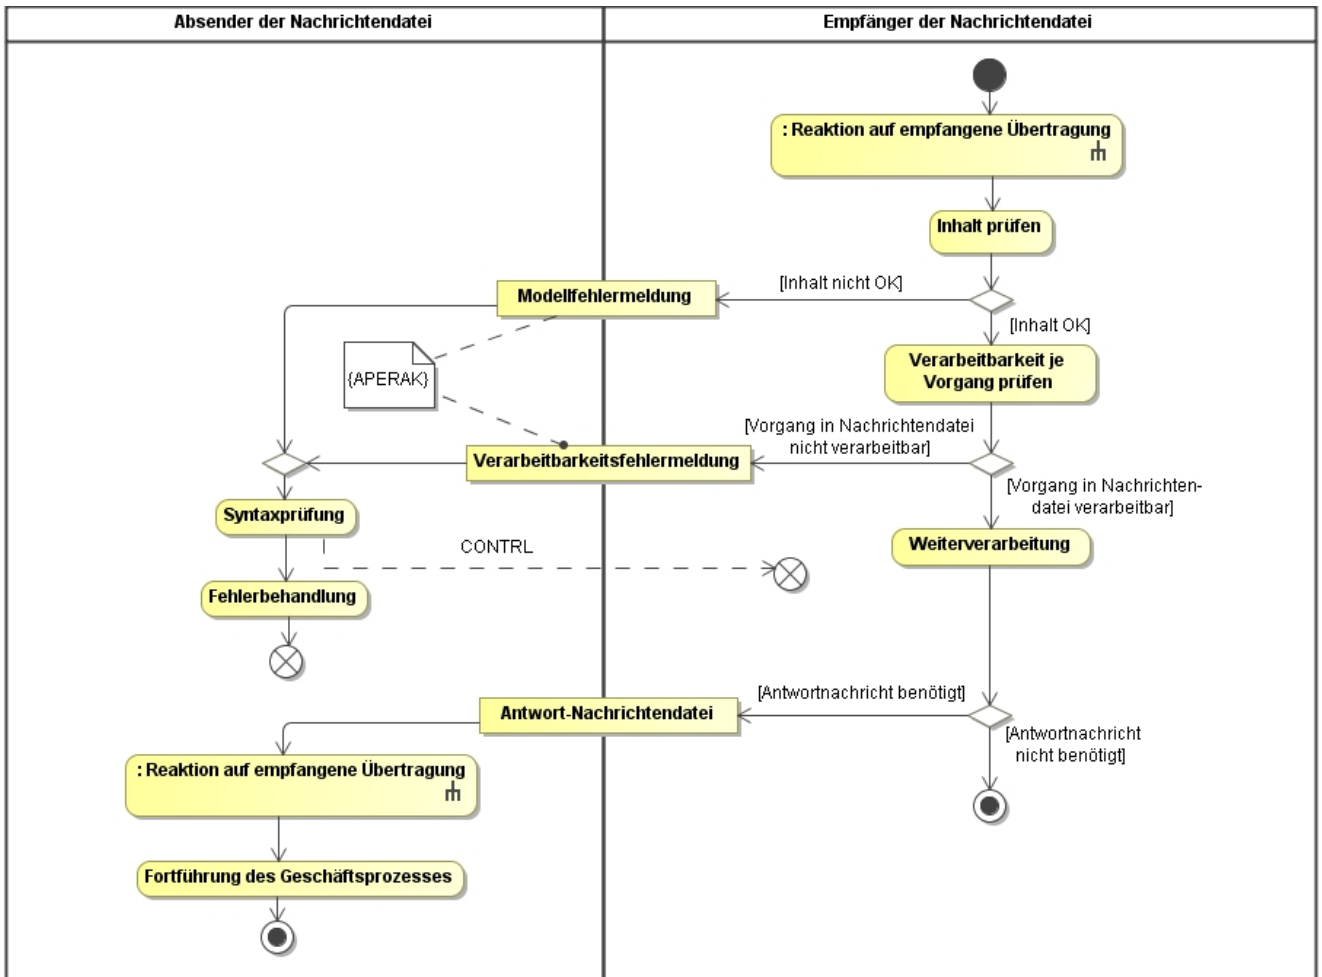 Absender der Nachrichtendatei
Empfänger der Nachrichtendatei
: Reaktion auf empfangene Übertragung
Inhalt prüfen
[Inhalt nicht OK]
Modellfehlermeldung
[Inhalt OK]
{APERAK}
Verarbeitbarkeit je
Vorgang prüfen
[Vorgang in Nachrichtendatei
nicht verarbeitbar]
Verarbeitbarkeitsfehlermeldung
[Vorgang in Nachrichten-
datei verarbeitbar]
Syntaxprüfung
CONTRL
Weiterverarbeitung
Fehlerbehandlung
[Antwortnachricht benötigt]
Antwort-Nachrichtendatei
[Antwortnachricht
nicht benötigt]
: Reaktion auf empfangene Übertragung
Fortführung des Geschäftsprozesses